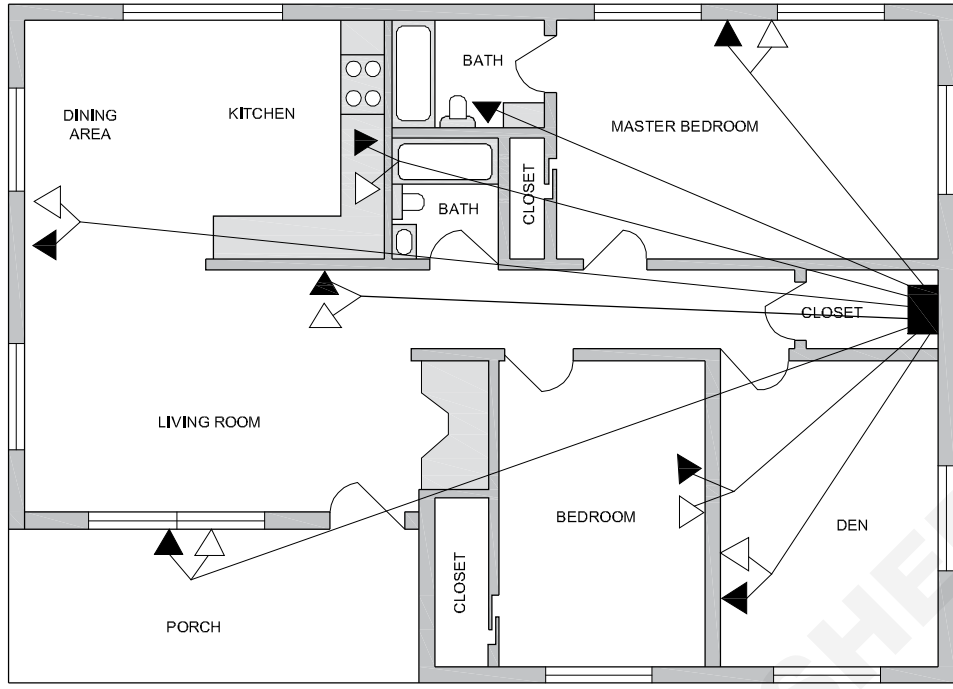 BATH
DINING
AREA
KITCHEN
MASTER BEDROOM
CLOSET
BATH
CLOSET
LIVING ROOM
BEDROOM
DEN
CLOSET
PORCH